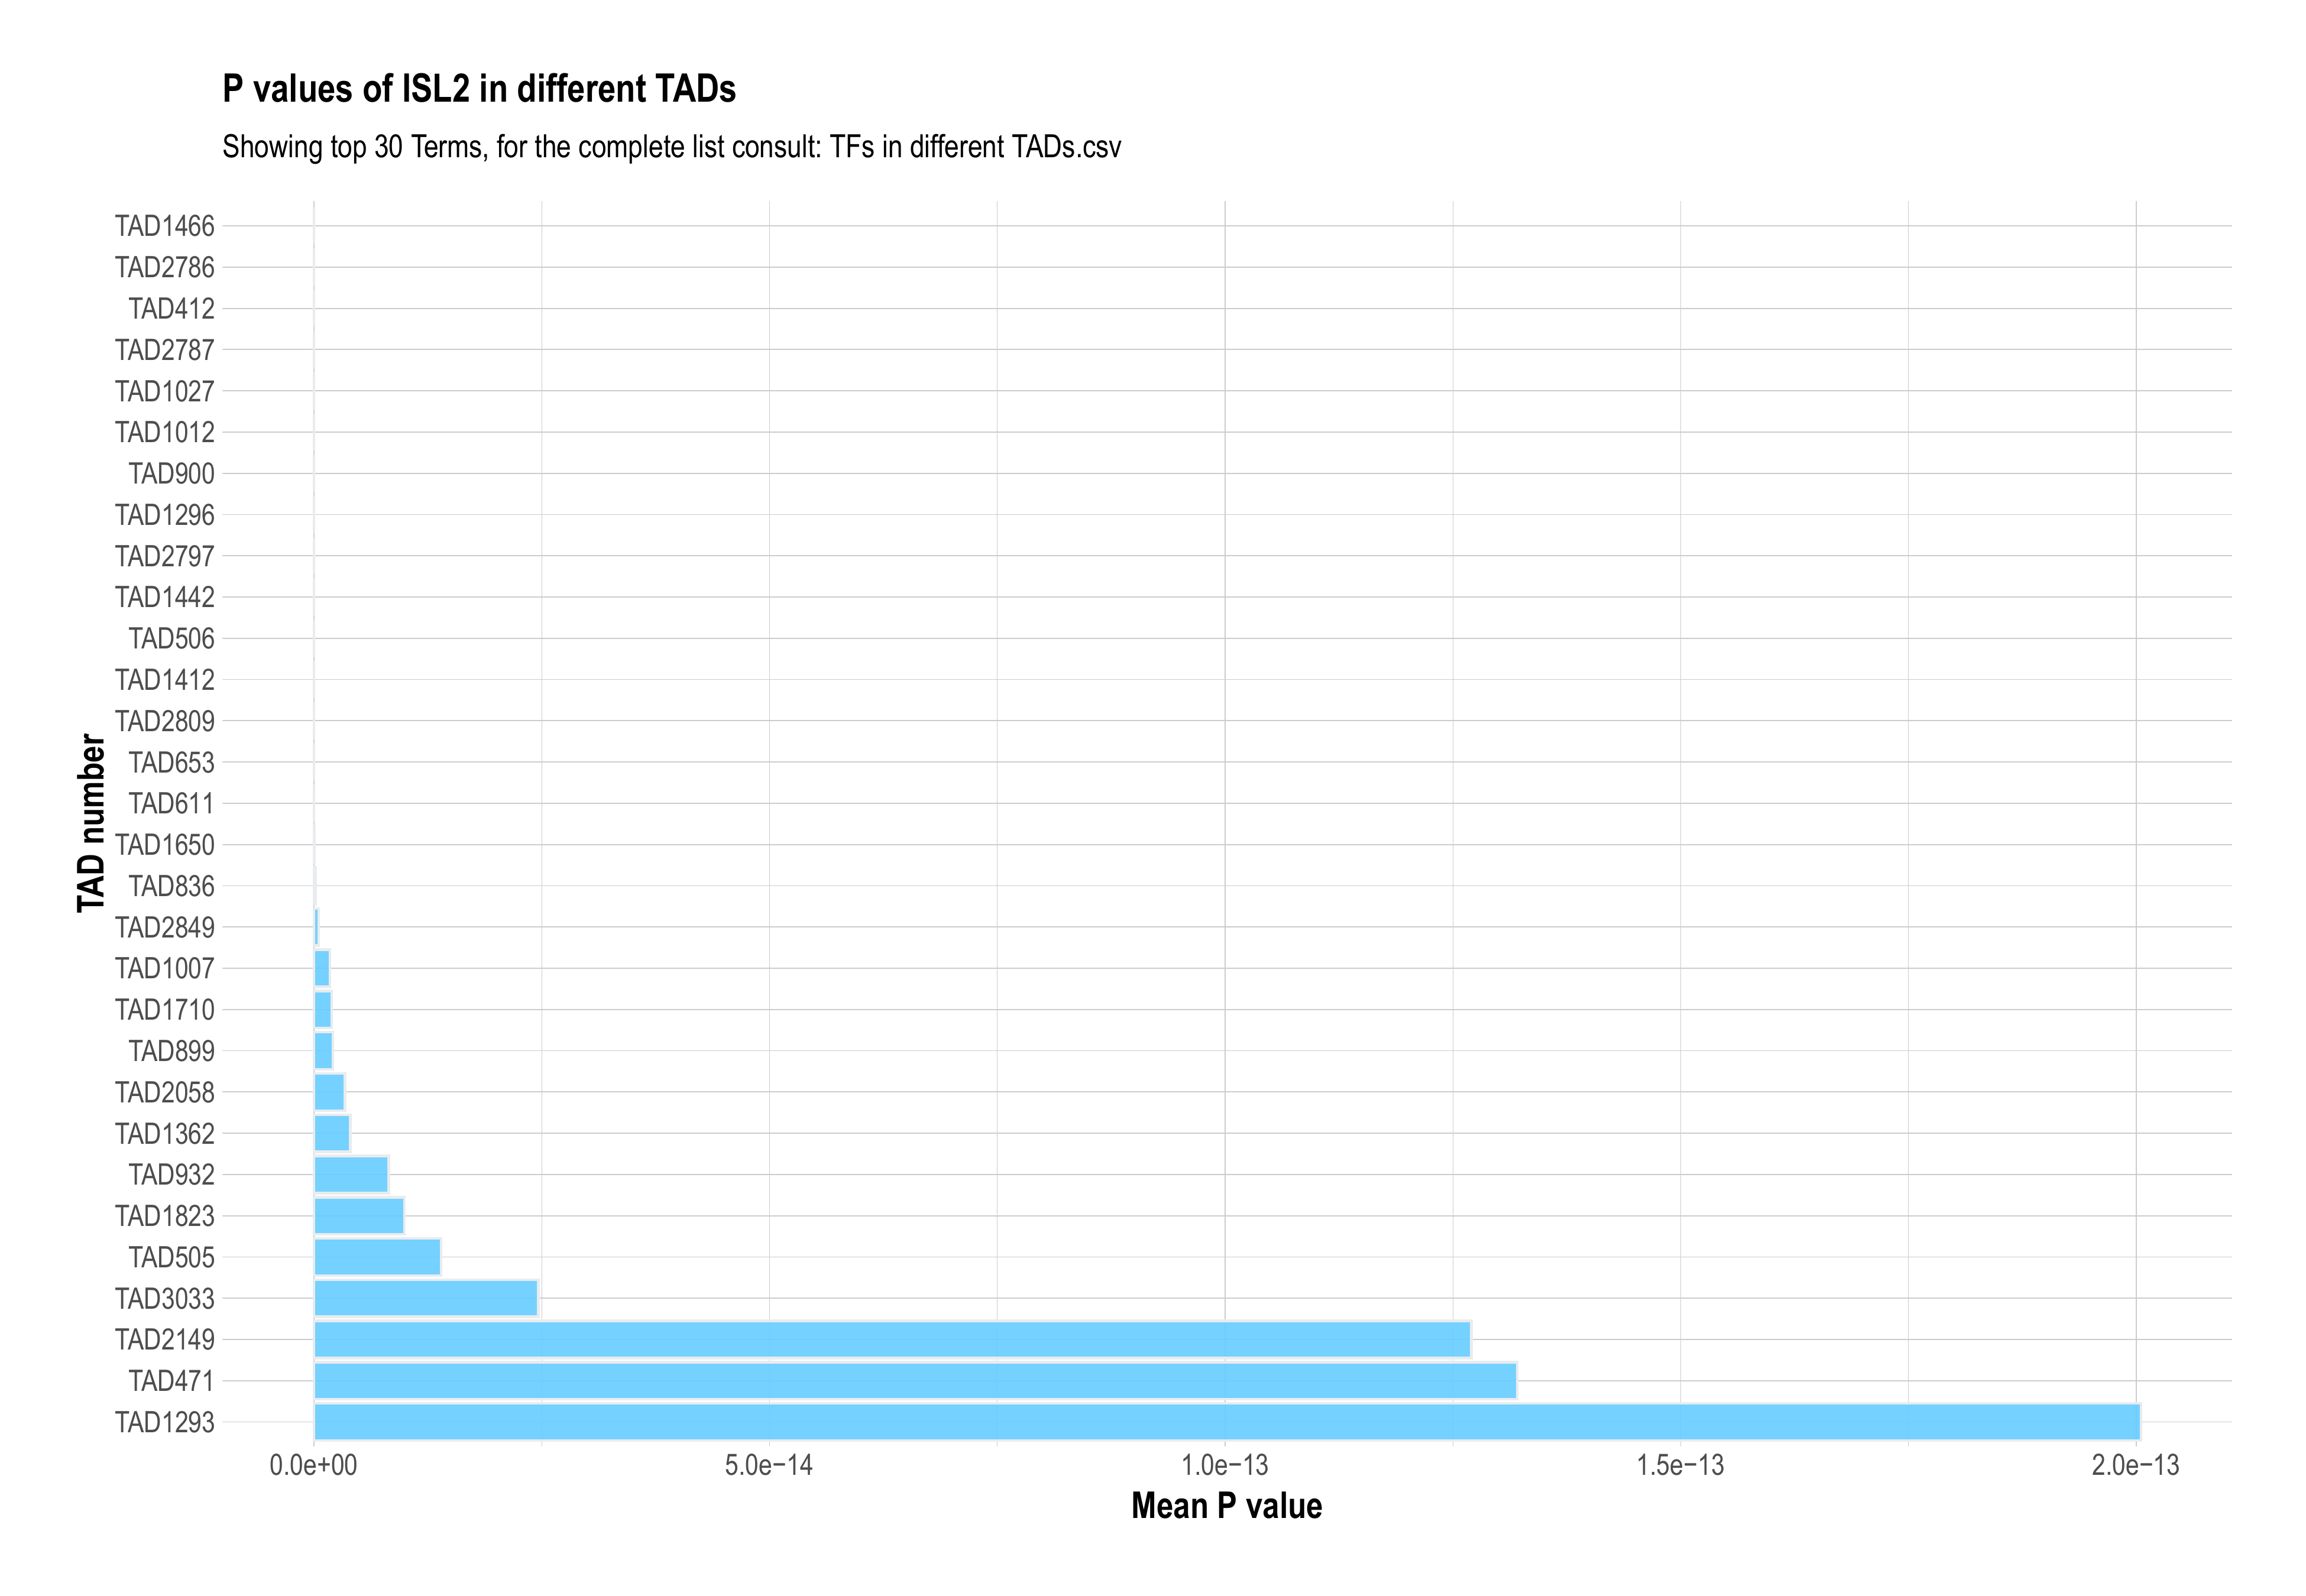 P values of ISL2 in different TADs
Showing top 30 Terms, for the complete list consult: TFs in different TADs.csv
TAD number
TAD1466
TAD2786
TAD412
TAD2787
TAD1027
TAD1012
TAD900
TAD1296
TAD2797
TAD1442
TAD506
TAD1412
TAD2809
TAD653
TAD611
TAD1650
TAD836
TAD2849
TAD1007
TAD1710
TAD899
TAD2058
TAD1362
TAD932
TAD1823
TAD505
TAD3033
TAD2149
TAD471
TAD1293
0.0e+00 5.0e−14 1.0e−13 1.5e−13 2.0e−13
Mean P value